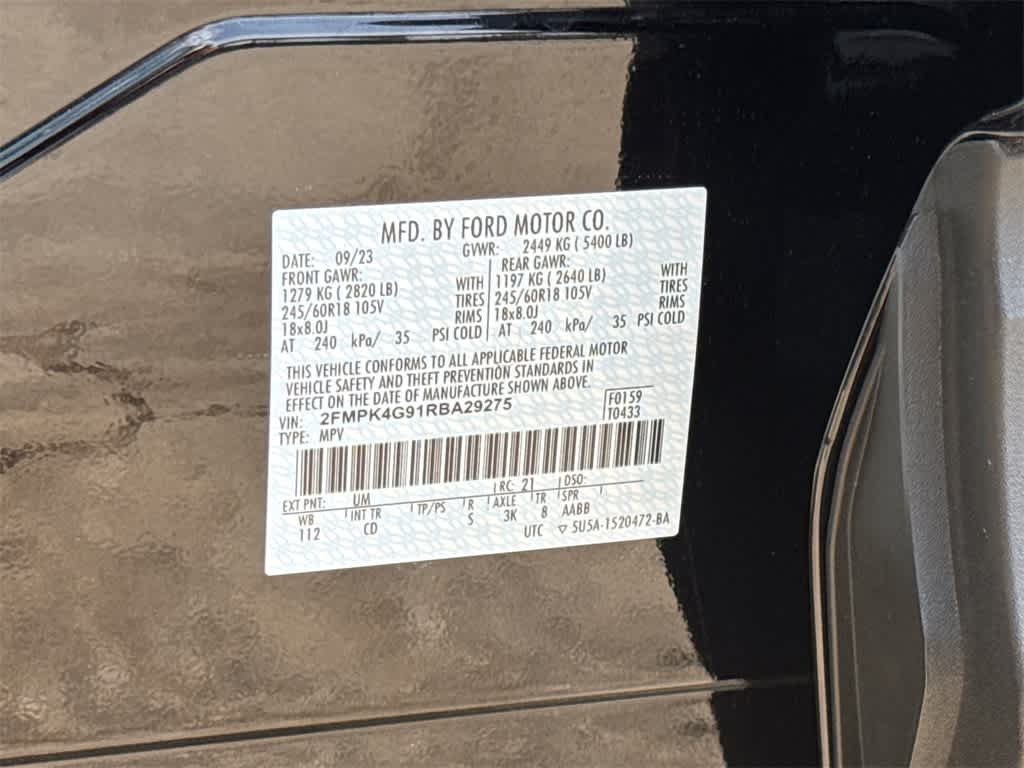 MFD. BY FORD MOTOR CO.
DATE: 09/23 GVWR: 2449 KG ( 5400 LB)
FRONT GAWR: REAR GAWR:
1279 KG ( 2820 LB) WITH 1197 KG ( 2640 LB) WITH
245/60R18 105V TIRES 245/60R18 105V TIRES
18x8.0J RIMS 18x8.0J RIMS
AT 240 kPa/ 35 PSI COLD AT 240 kPa/ 35 PSI COLD
THIS VEHICLE CONFORMS TO ALL APPLICABLE FEDERAL MOTOR
VEHICLE SAFETY AND THEFT PREVENTION STANDARDS IN
EFFECT ON THE DATE OF MANUFACTURE SHOWN ABOVE.
VIN: 2FMPK4G91RBA29275 F0159
TYPE: MPV T0433
EXT PNT: UM RC: 21 DSO:
WB INT TR TP/PS R AXLE TR SPR
112 CD S 3K 8 AABB
UTC ▽ 5U5A-1520472-BA